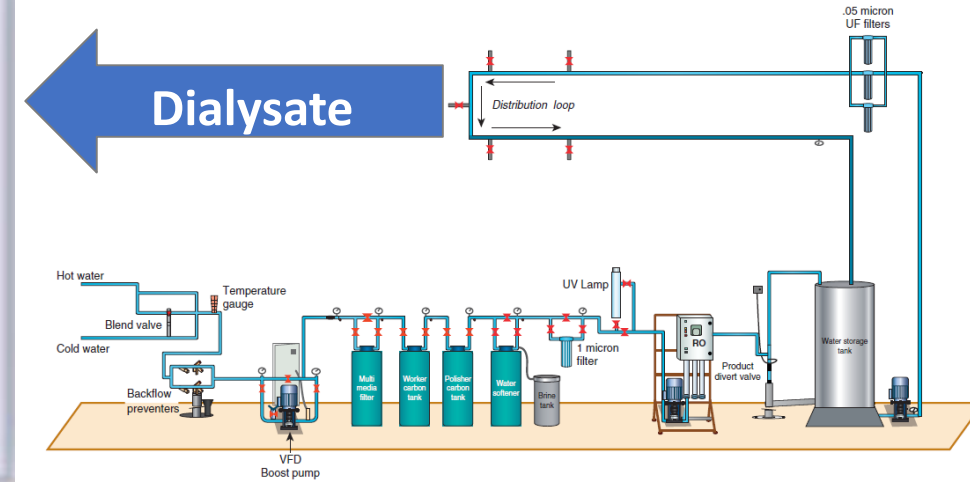 .05 micron
UF filters
Dialysate
Distribution loop
Hot water
Temperature
gauge
Blend valve
Cold water
Backflow
preventers
VFD
Boost pump
Multi
media
filter
Worker
carbon
tank
Polisher
carbon
tank
Water
softener
Brine
tank
1 micron
filter
UV Lamp
RO
Product
divert valve
Water storage
tank